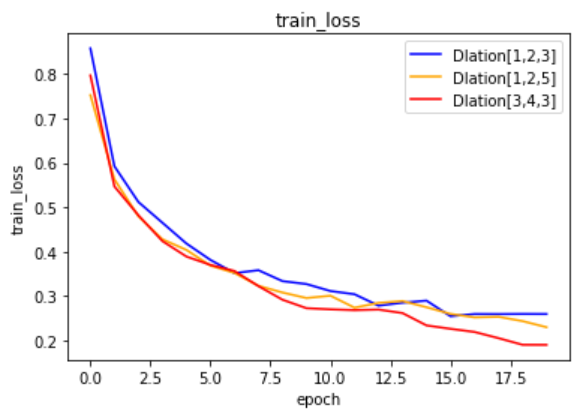 train_loss
Dlation[1,2,3]
Dlation[1,2,5]
Dlation[3,4,3]
train_loss
0.8
0.7
0.6
0.5
0.4
0.3
0.2
0.0 2.5 5.0 7.5 10.0 12.5 15.0 17.5
epoch